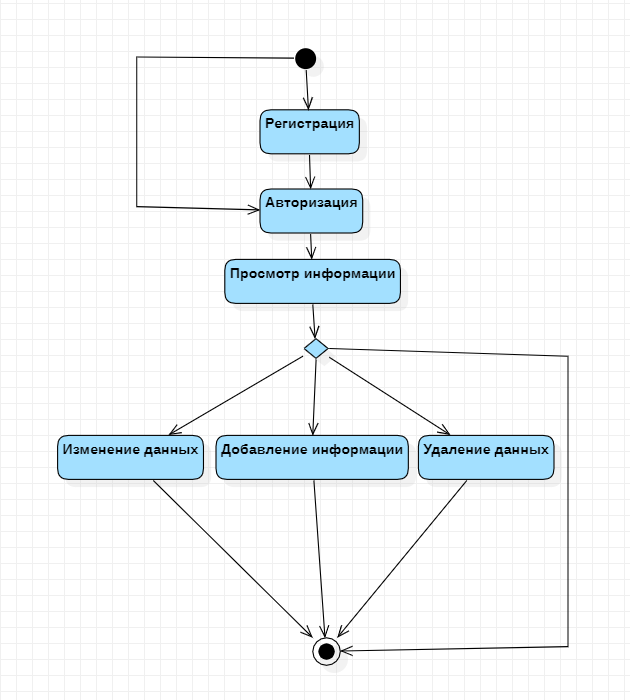 Регистрация
Авторизация
Просмотр информации
Изменение данных
Добавление информации
Удаление данных